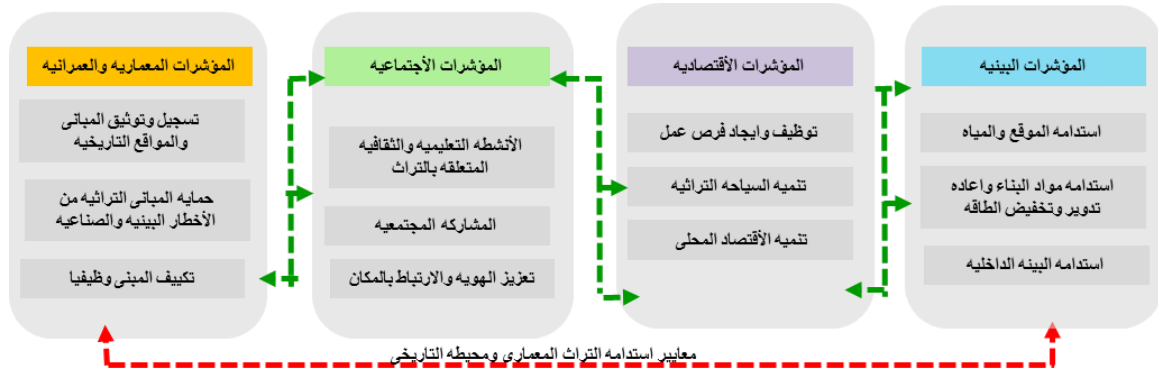 المؤشرات المعماريه والعمرانيه
تسجيل وتوثيق المبانى
والمواقع التاريخيه
حمايه المبانى التراثيه من
الأخطار البينيه والصناعيه
تكييف المبنى وظيفيا
المؤشرات الأجتماعيه
الأنشطه التعليميه والثقافيه
المتعلقه بالتراث
المشاركه المجتمعيه
تعزيز الهويه والارتباط بالمكان
المؤشرات الأقتصاديه
توظيف وايجاد فرص عمل
تنميه السياحه التراثيه
تنميه الأقتصاد المحلى
المؤشرات البينيه
استدامه الموقع والمياه
استدامه مواد البناء واعاده
تدوير وتخفيض الطاقه
استدامه البينه الداخليه
معايير استدامه التراث المعمارى ومحيطه التاريخى